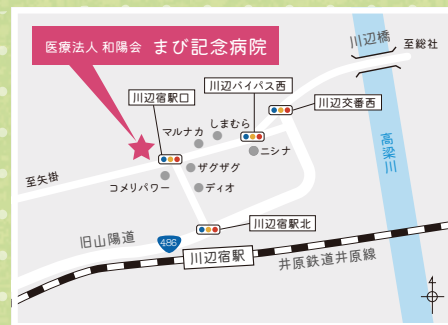 医療法人 和陽会 まび記念病院
川辺橋
至総社
川辺バイパス西
川辺宿駅口
川辺交番西
しまむら
マルナカ
ニシナ
ザグザグ
高梁川
至矢掛
コメリパワー
ディオ
川辺宿駅北
旧山陽道
486
川辺宿駅
井原鉄道井原線
4